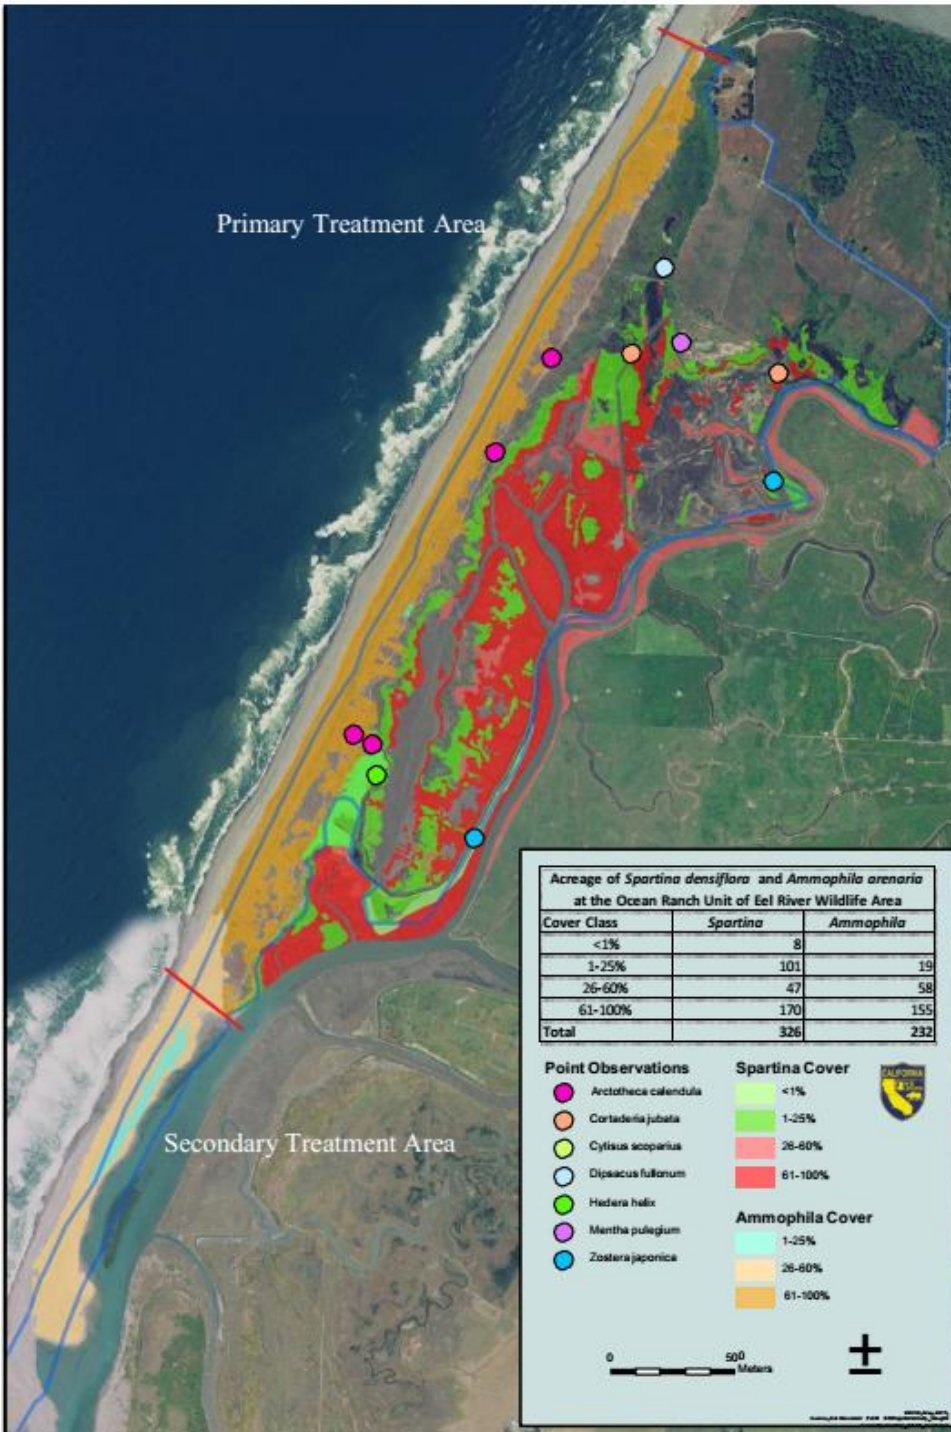 Primary Treatment Area
Secondary Treatment Area
Acreage of Spartina densiflora and Ammophila arenaria
at the Ocean Ranch Unit of Eel River Wildlife Area
Cover Class Spartina Ammophila
<1% 8
1-25% 101 19
26-60% 47 58
61-100% 170 155
Total 326 232
Point Observations
Arctotheca calendula
Cortaderia jubata
Cytisus scoparius
Dipsacus fullonum
Hedera helix
Mentha pulegium
Zostera japonica
Spartina Cover
<1%
1-25%
26-60%
61-100%
Ammophila Cover
1-25%
26-60%
61-100%
CALIFORNIA
0 500
Meters